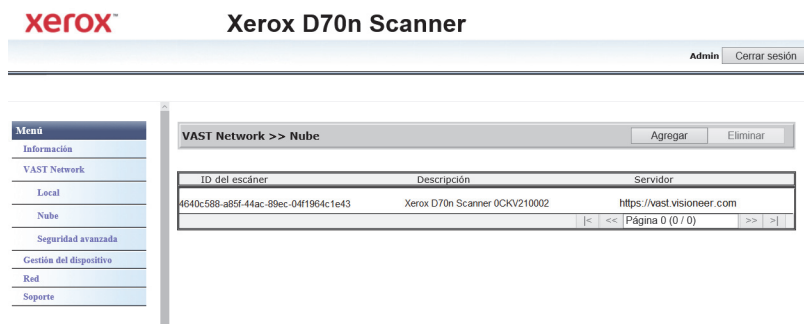 xerox™
Xerox D70n Scanner
Admin Cerrar sesión
Menú
Información
VAST Network
Local
Nube
Seguridad avanzada
Gestión del dispositivo
Red
Soporte
VAST Network >> Nube Agregar Eliminar
ID del escáner Descripción Servidor
4640c588-a85f-44ac-89ec-04f1964c1e43 Xerox D70n Scanner 0CKV210002 https://vast.visioneer.com
|< << Página 0 (0 / 0) >> >|